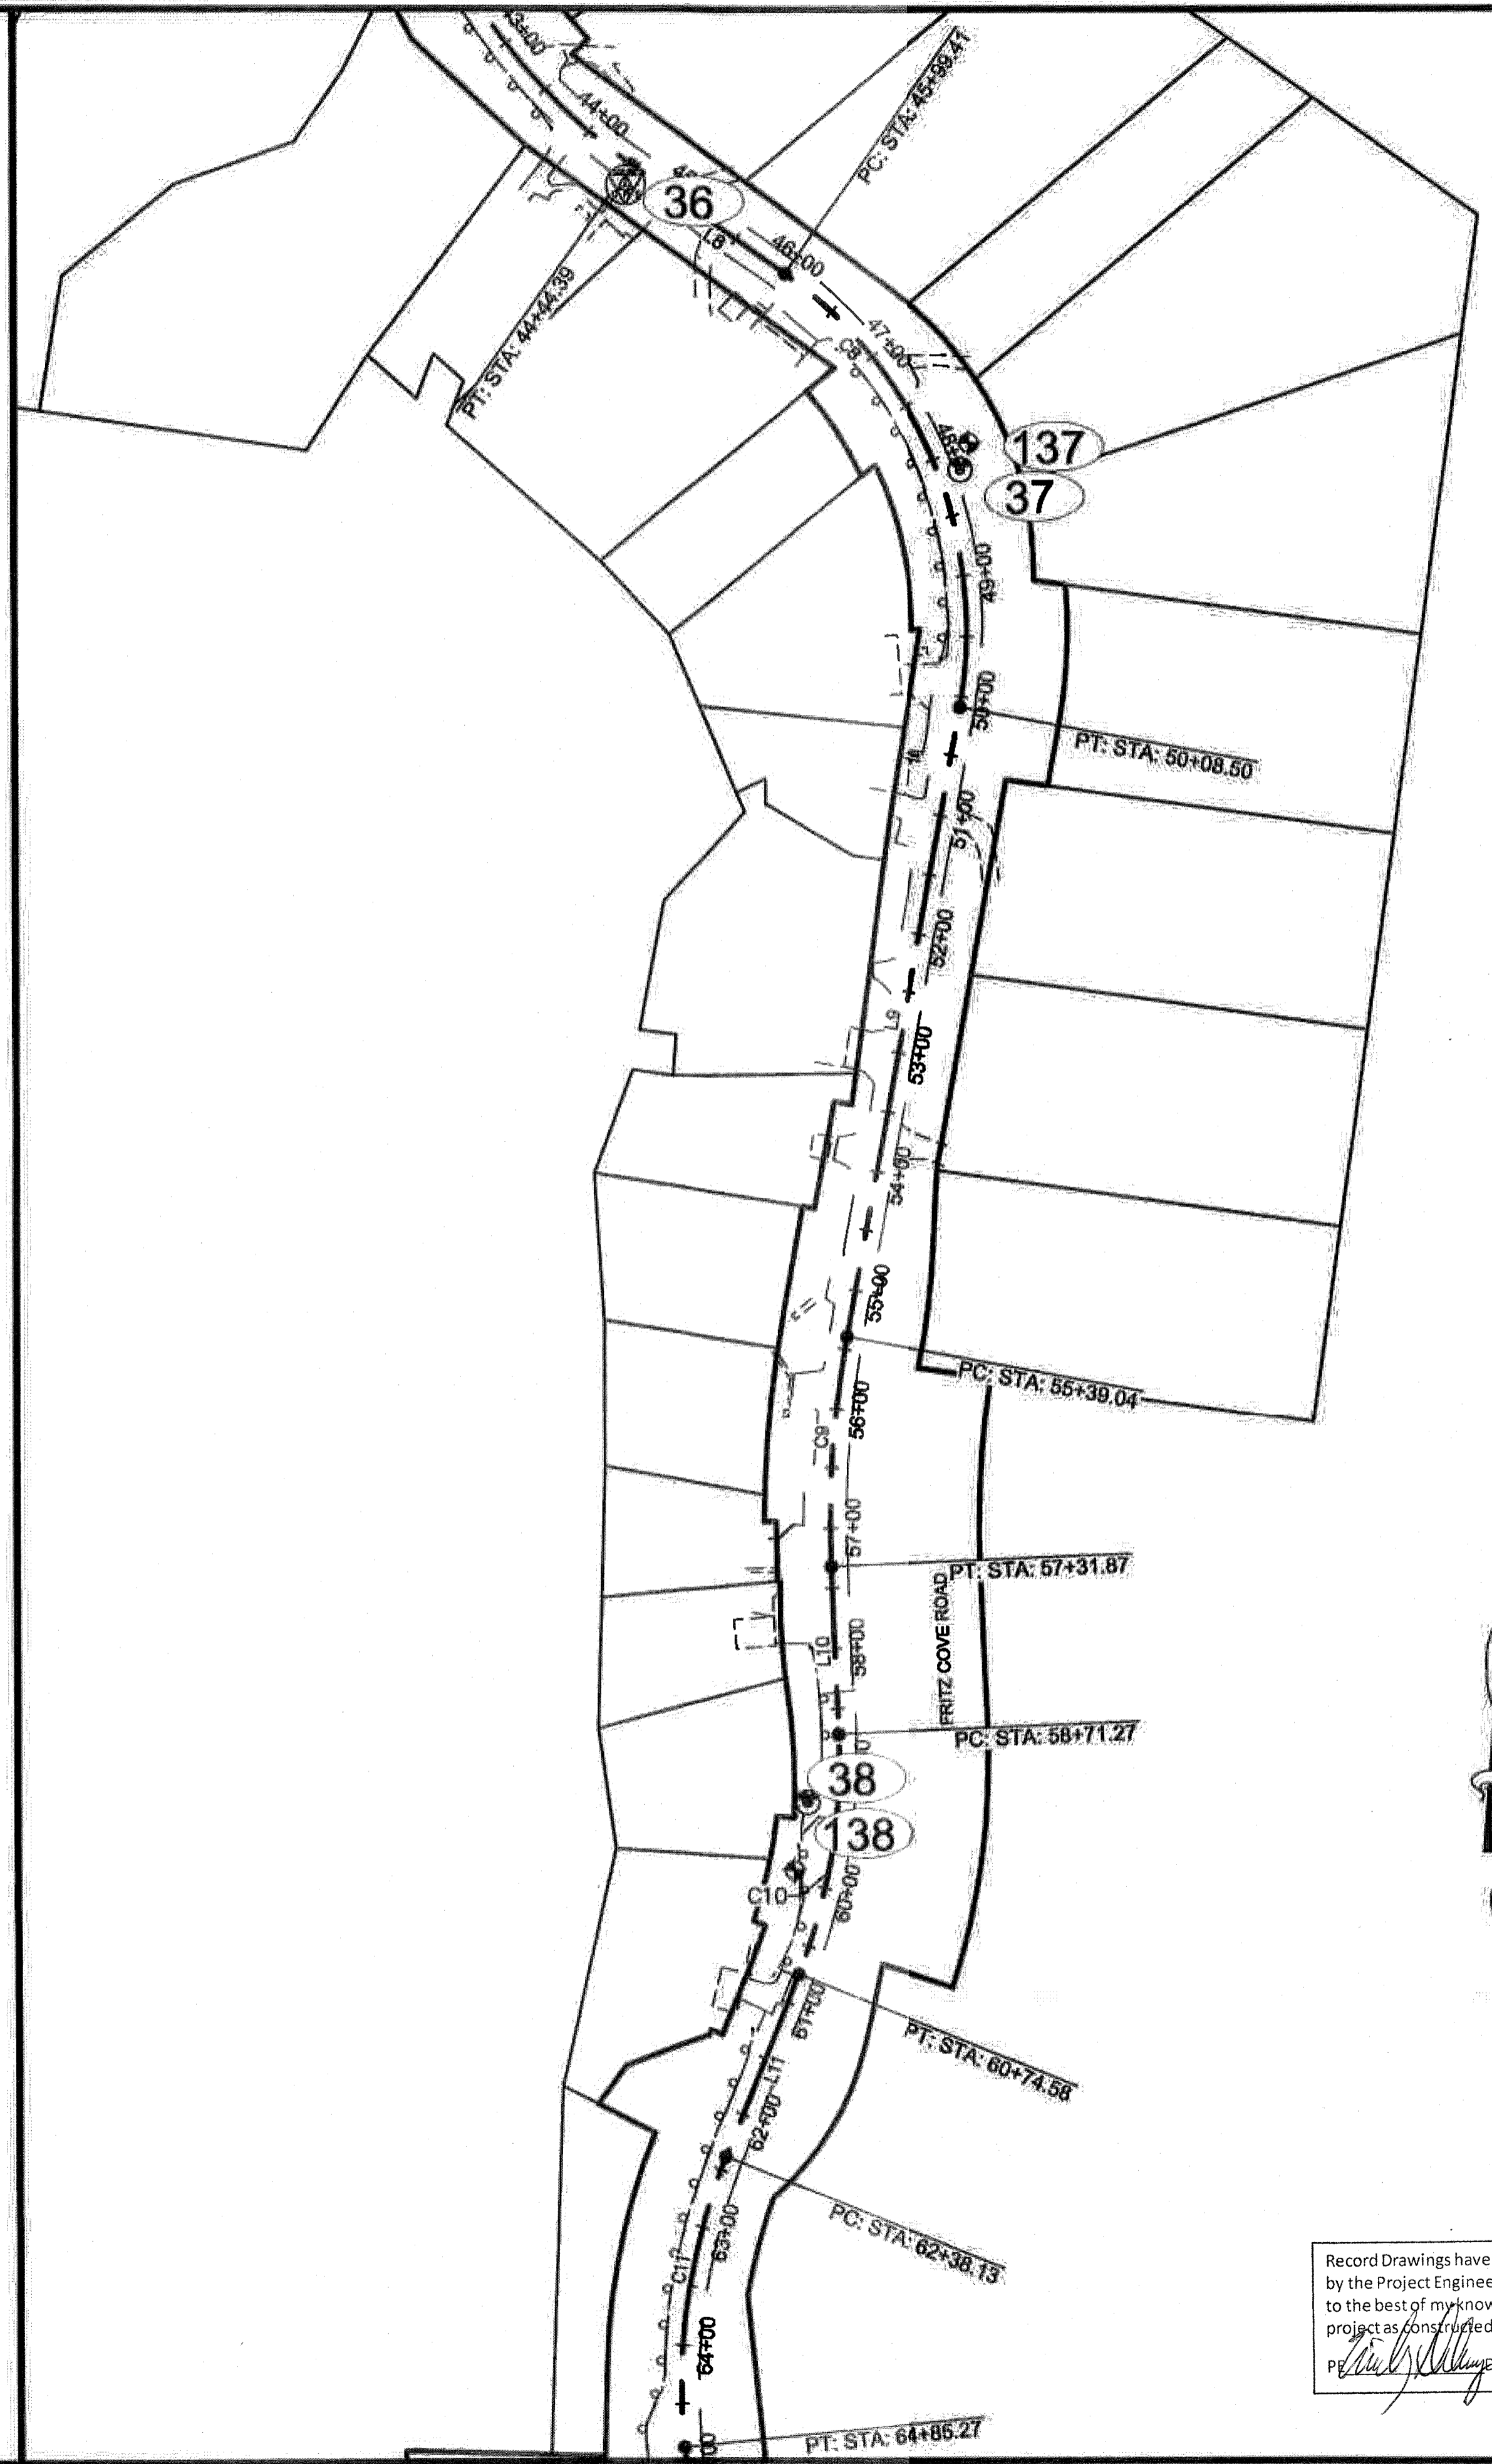 43+00
44+00
PC: STA: 45+99.41
36
L8
46+00
PT: STA: 44+44.39
47+00
C8
137
37
49+00
50+00
PT: STA: 50+08.50
51+00
52+00
L9
53+00
54+00
55+00
PC: STA: 55+39.04
56+00
C9
57+00
PT: STA: 57+31.87
FRITZ COVE ROAD
L10
58+00
PC: STA: 58+71.27
38
138
C10
60+00
61+00
PT: STA: 60+74.58
L11
62+00
PC: STA: 62+38.13
63+00
C11
64+00
PT: STA: 64+85.27
Record Drawings have
by the Project Enginee
to the best of my know
project as constructed
PE